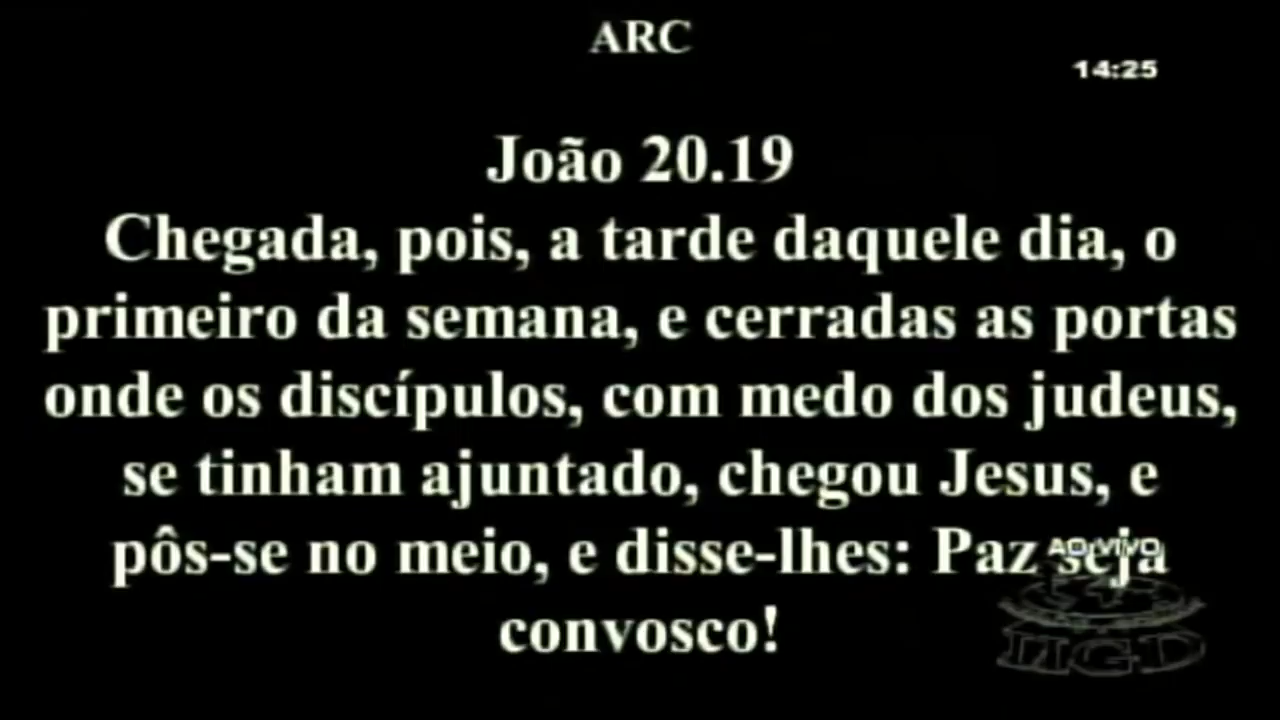 ARC
14:25
João 20.19
Chegada, pois, a tarde daquele dia, o
primeiro da semana, e cerradas as portas
onde os discípulos, com medo dos judeus,
se tinham ajuntado, chegou Jesus, e
pôs-se no meio, e disse-lhes: Paz seja
AO VIVO
convosco!
IIGD